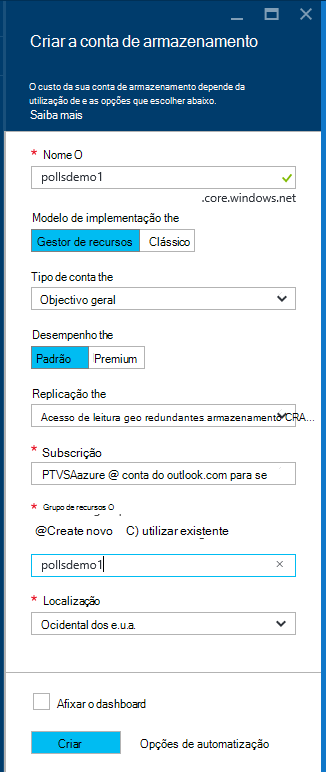 Criar a conta de armazenamento
O custo da sua conta de armazenamento depende da
utilização de e as opções que escolher abaixo.
Saiba mais
* Nome O
pollsdemo1
.core.windows.net
Modelo de implementação the
Gestor de recursos Clássico
Tipo de conta the
Objectivo geral
Desempenho the
Padrão Premium
Replicação the
Acesso de leitura geo redundantes armazenamento CRA...
* Subscrição
PTVSAazure @ conta do outlook.com para se
* Grupo de recursos O
@Create novo C) utilizar existente
pollsdemo1
* Localização
Ocidental dos e.u.a.
Afixar o dashboard
Criar Opções de automatização